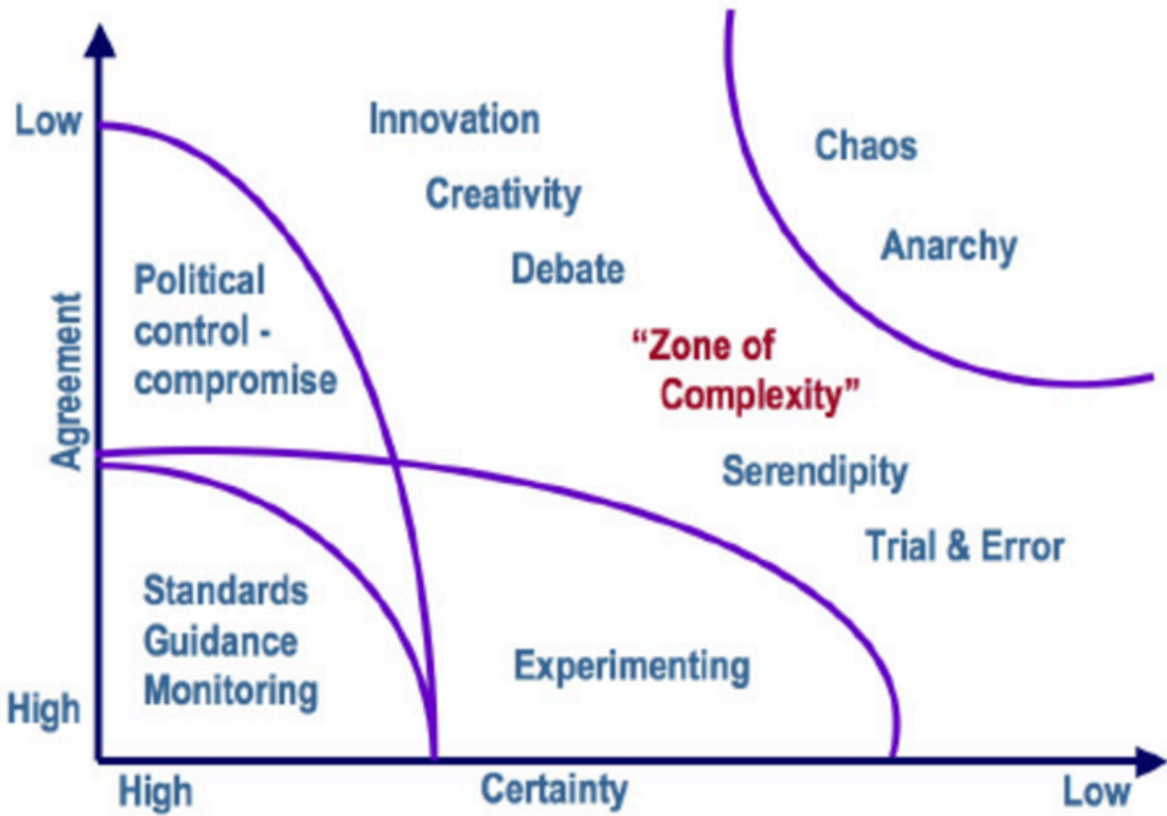 Low
Innovation
Chaos
Creativity
Anarchy
Debate
Political
control -
compromise
Agreement
“Zone of
Complexity”
Serendipity
Trial & Error
Standards
Guidance
Monitoring
Experimenting
High
High
Certainty
Low